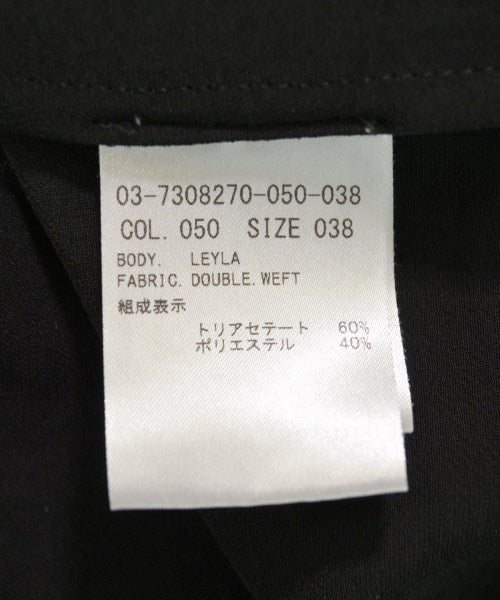 03-7308270-050-038
COL. 050 SIZE 038
BODY. LEYLA
FABRIC. DOUBLE. WEFT
組成表示
トリアセテート 60%
ポリエステル 40%